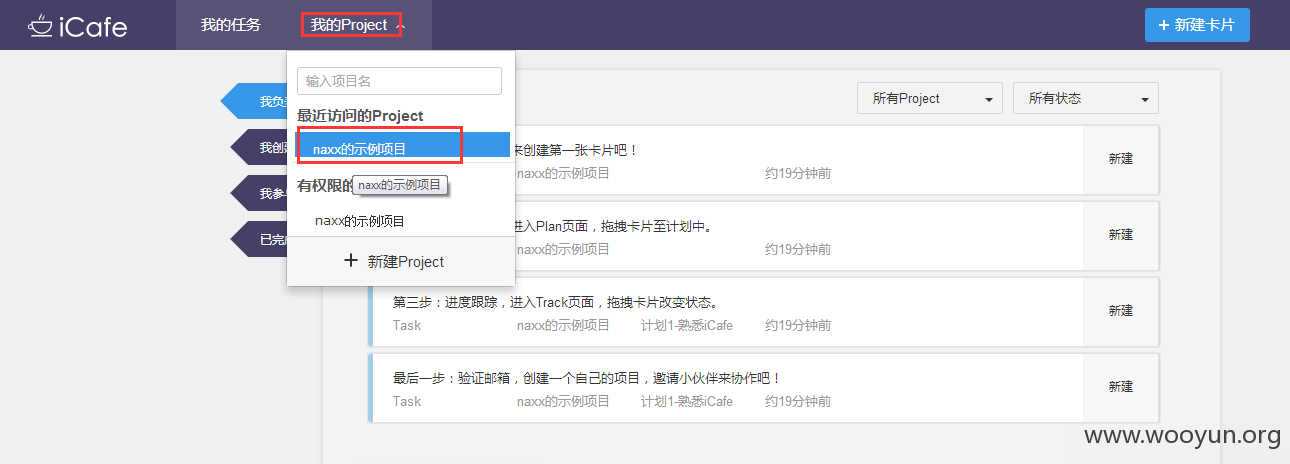 iCafe 我的任务 我的Project + 新建卡片
输入项目名
最近访问的Project
naxx的示例项目
有权限的
naxx的示例项目
naxx的示例项目
+ 新建Project
我负
我创
我参
已完
所有Project 所有状态
来创建第一张卡片吧！
naxx的示例项目 约19分钟前
新建
进入Plan页面，拖拽卡片至计划中。
naxx的示例项目 约19分钟前
新建
第三步：进度跟踪，进入Track页面，拖拽卡片改变状态。
Task naxx的示例项目 计划1-熟悉iCafe 约19分钟前
新建
最后一步：验证邮箱，创建一个自己的项目，邀请小伙伴来协作吧！
Task naxx的示例项目 计划1-熟悉iCafe 约19分钟前
新建
www.wooyun.org